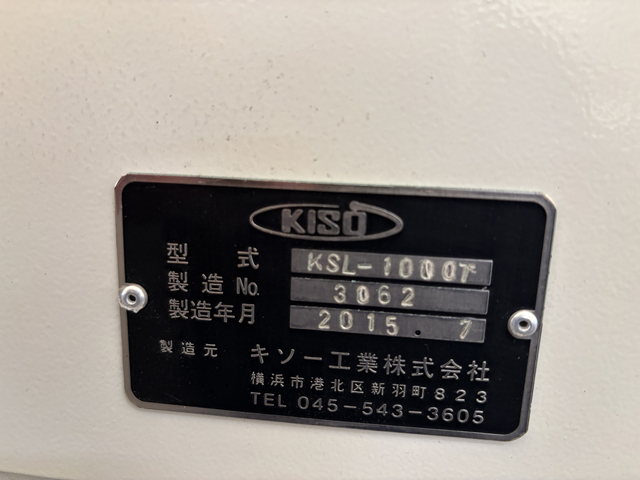 KISO
型式 KSL-1000T
製造No. 3062
製造年月 2015.7
製造元 キソー工業株式会社
横浜市港北区新羽町823
TEL 045-543-3605